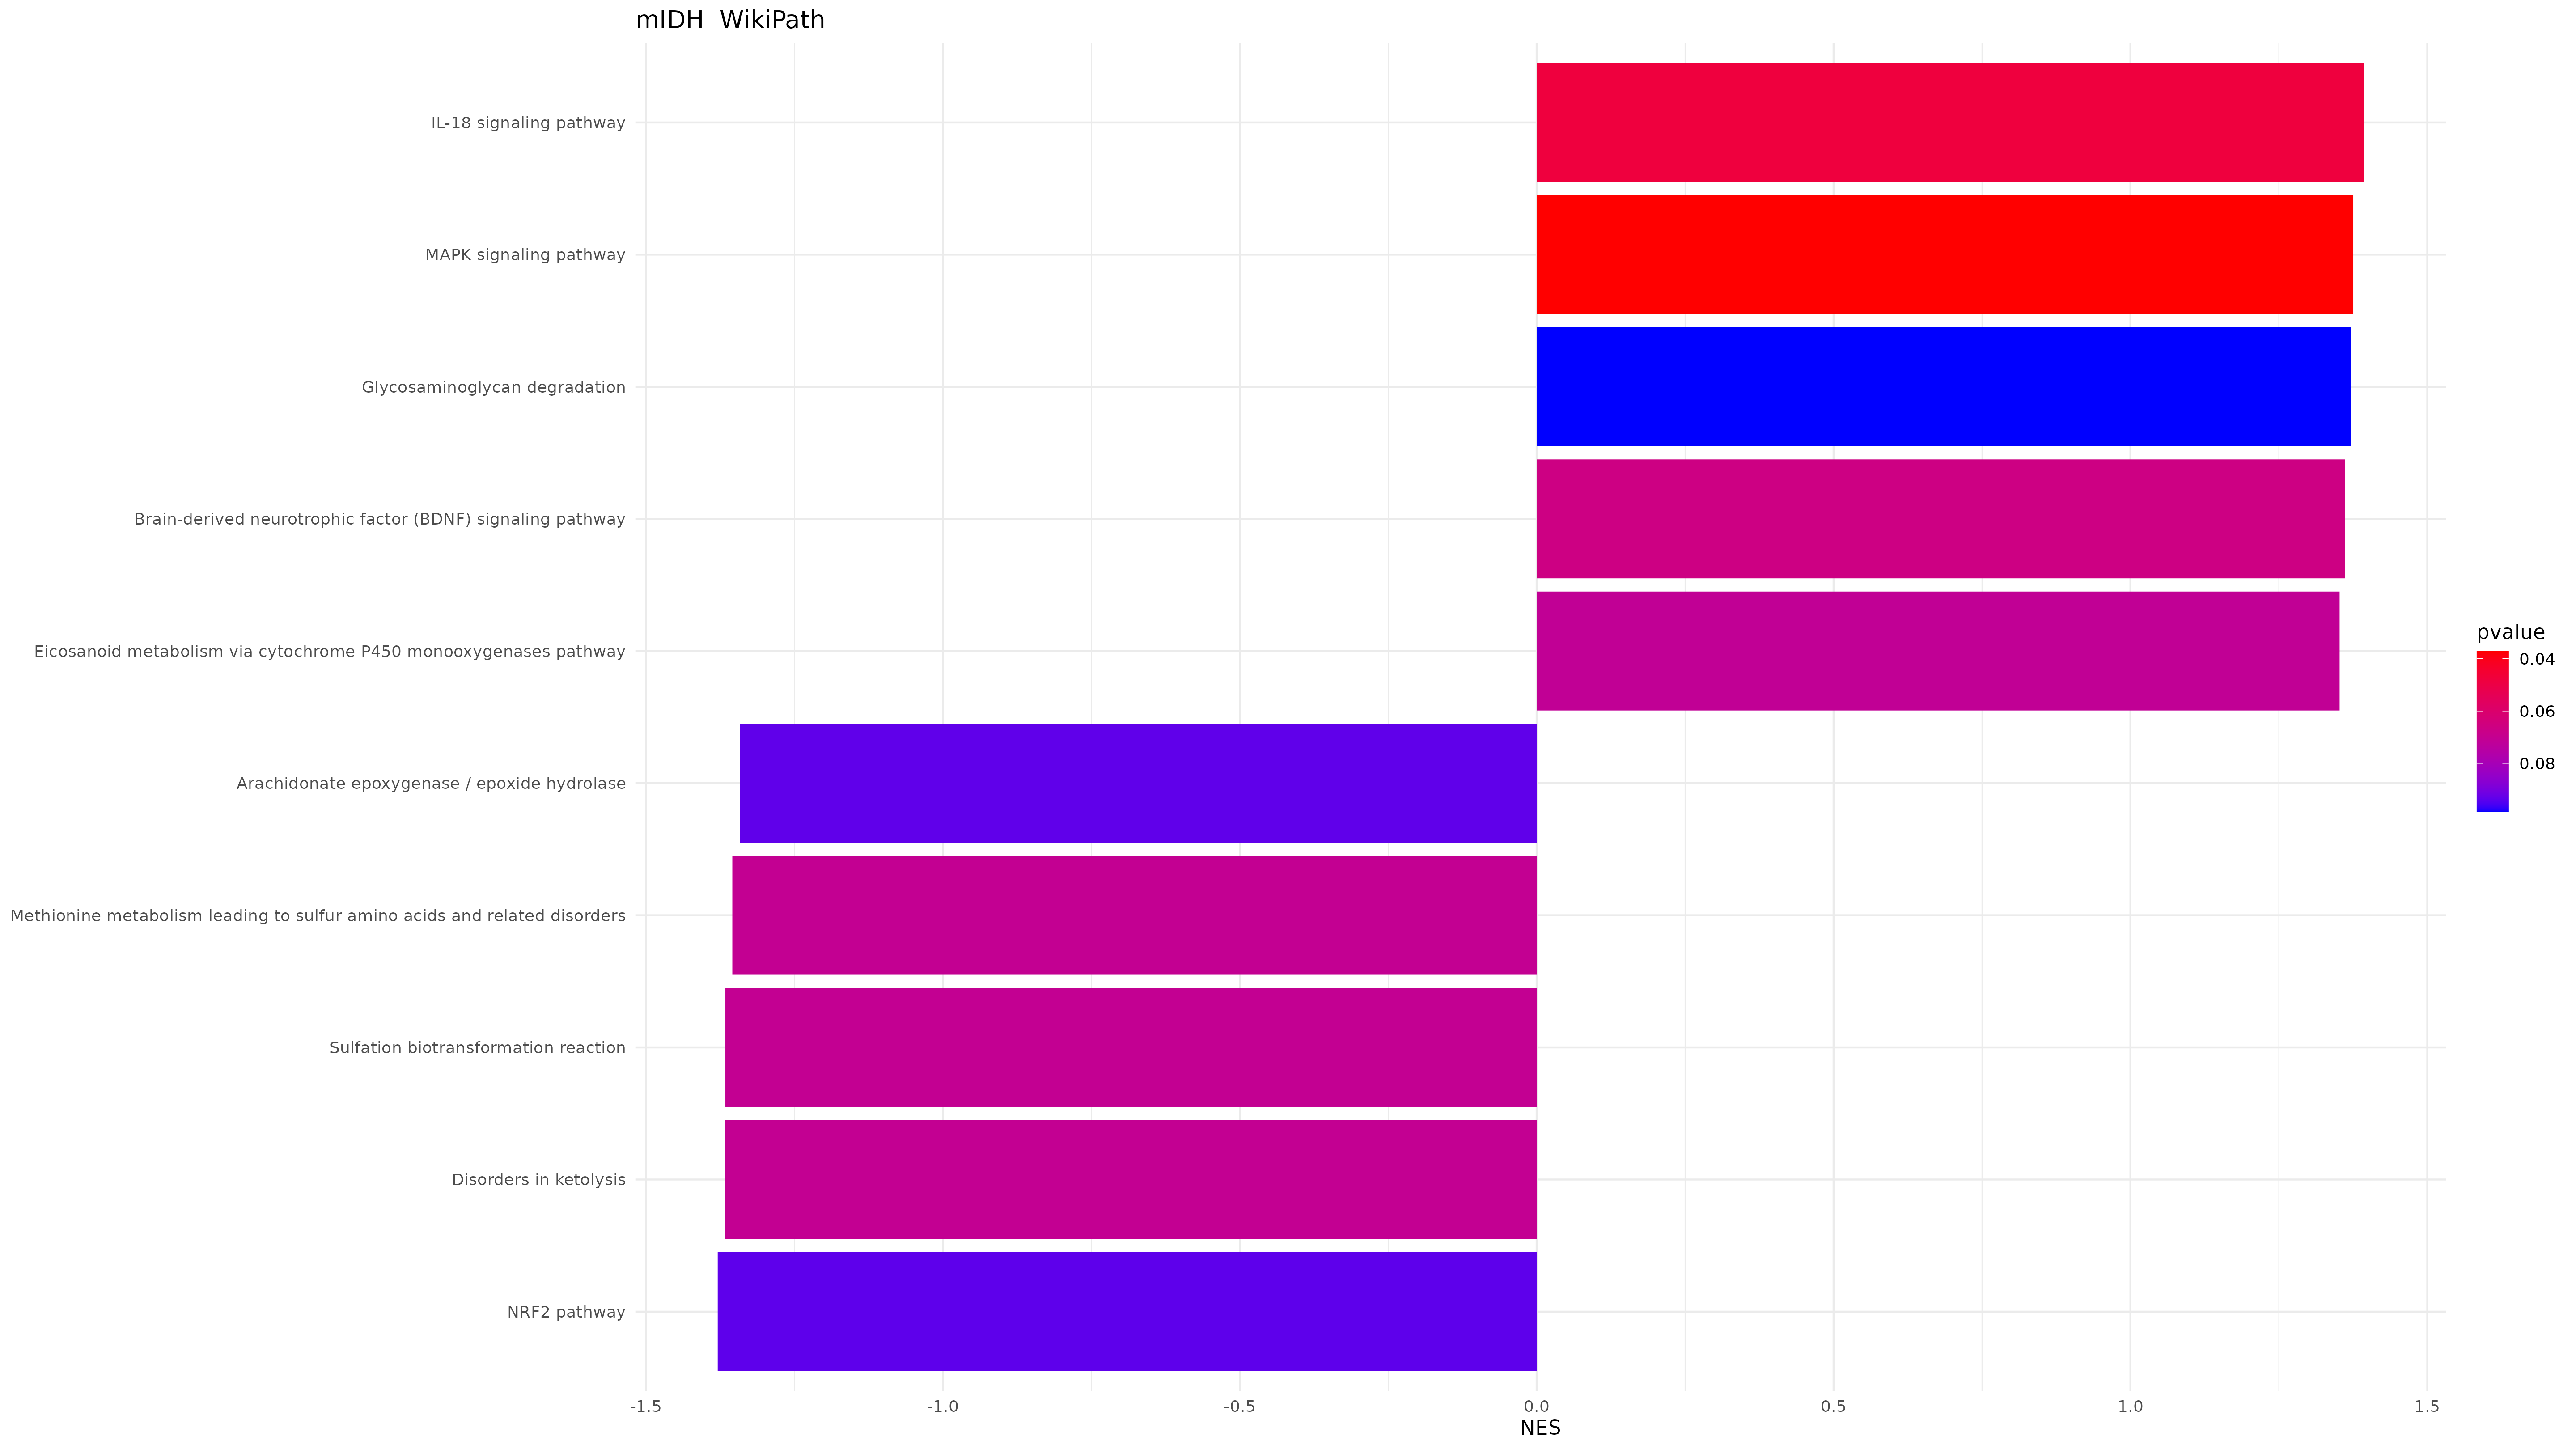 mIDH  WikiPath
IL-18 signaling pathway
MAPK signaling pathway
Glycosaminoglycan degradation
Brain-derived neurotrophic factor (BDNF) signaling pathway
Eicosanoid metabolism via cytochrome P450 monooxygenases pathway
Arachidonate epoxygenase / epoxide hydrolase
Methionine metabolism leading to sulfur amino acids and related disorders
Sulfation biotransformation reaction
Disorders in ketolysis
NRF2 pathway
-1.5 -1.0 -0.5 0.0 0.5 1.0 1.5
NES
pvalue
0.04
0.06
0.08